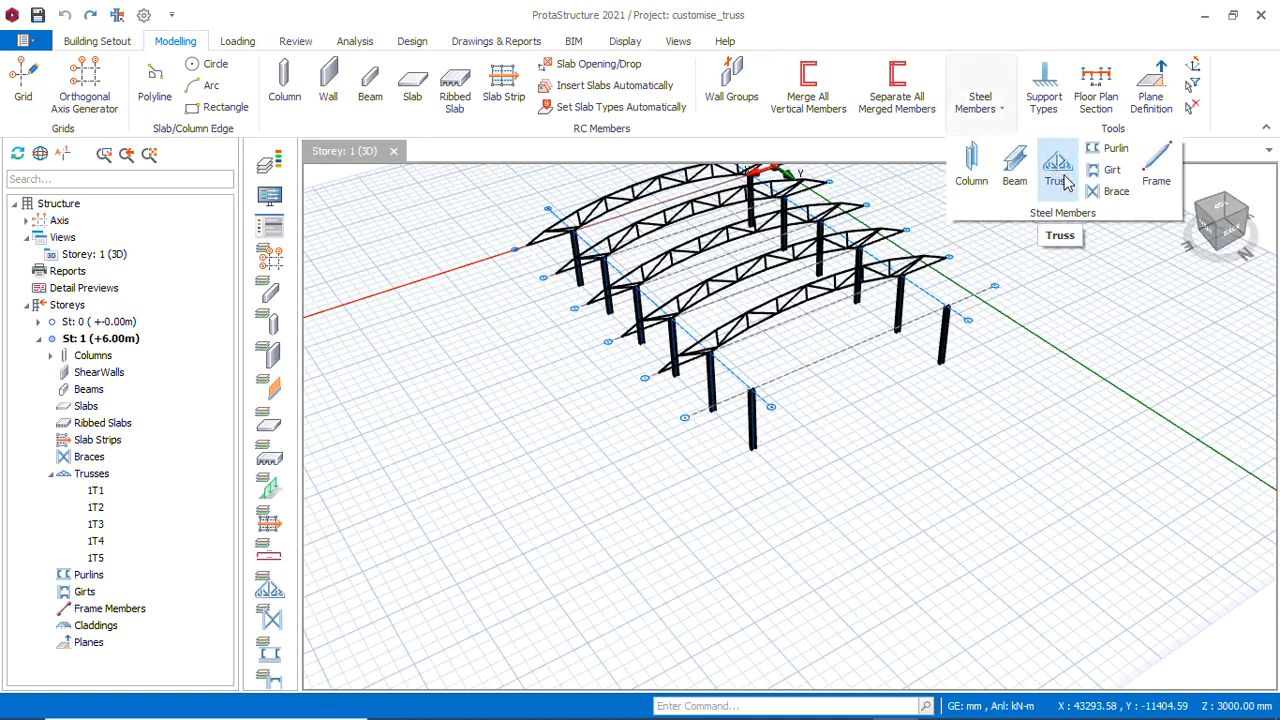 ProtaStructure 2021 / Project: customise_truss
Building Setout
Modelling
Loading
Review
Analysis
Design
Drawings & Reports
BIM
Display
Views
Help
Grid
Orthogonal
Axis Generator
Grids
Polyline
Circle
Arc
Rectangle
Slab/Column Edge
Column
Wall
Beam
Slab
Ribbed
Slab
Slab Strip
Slab Opening/Drop
Insert Slabs Automatically
Set Slab Types Automatically
RC Members
Wall Groups
Merge All
Vertical Members
Separate All
Merged Members
Steel
Members
Support
Types
Floor Plan
Section
Plane
Definition
Tools
Column
Beam
Truss
Purlin
Girt
Brace
Frame
Steel Members
Truss
Search...
Structure
Axis
Views
3D Storey: 1 (3D)
Reports
Detail Previews
Storeys
St: 0 ( +-0.00m)
St: 1 (+6.00m)
Columns
ShearWalls
Beams
Slabs
Ribbed Slabs
Slab Strips
Braces
Trusses
1T1
1T2
1T3
1T4
1T5
Purlins
Girts
Frame Members
Claddings
Planes
Storey: 1 (3D)
Y
TOP
BACK
Enter Command...
GE: mm , Anl: kN-m
X : 43293.58 , Y : -11404.59
Z : 3000.00 mm